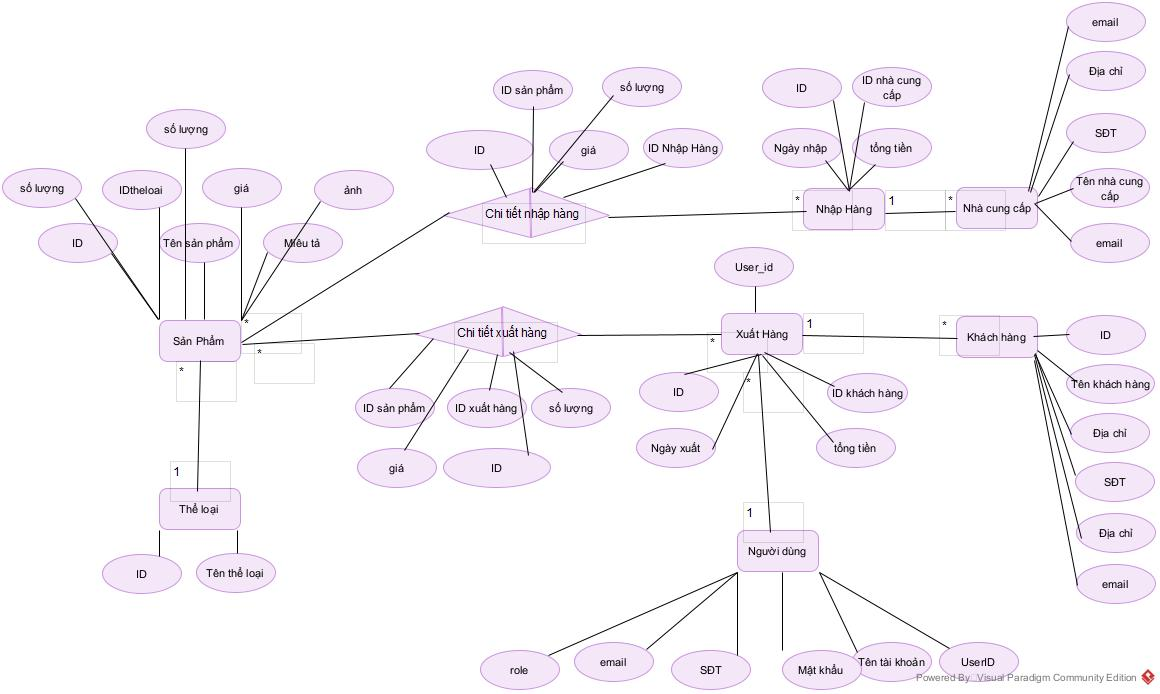 email
Địa chỉ
SĐT
Tên nhà cung
cấp
email
ID
ID nhà cung
cấp
Ngày nhập
tổng tiền
* Nhập Hàng 1
* Nhà cung cấp
ID sản phẩm
số lượng
ID
giá
ID Nhập Hàng
Chi tiết nhập hàng
số lượng
số lượng
IDtheloai
giá
ảnh
ID
Tên sản phẩm
Miêu tả
Sản Phẩm
*
*
*
1
Thể loại
ID
Tên thể loại
Chi tiết xuất hàng
ID sản phẩm
ID xuất hàng
số lượng
giá
ID
User_id
Xuất Hàng
1
*
*
*
Khách hàng
ID
ID khách hàng
Ngày xuất
tổng tiền
ID
Tên khách hàng
Địa chỉ
SĐT
Địa chỉ
email
1
Người dùng
role
email
SĐT
Mật khẩu
Tên tài khoản
UserID
Powered By Visual Paradigm Community Edition